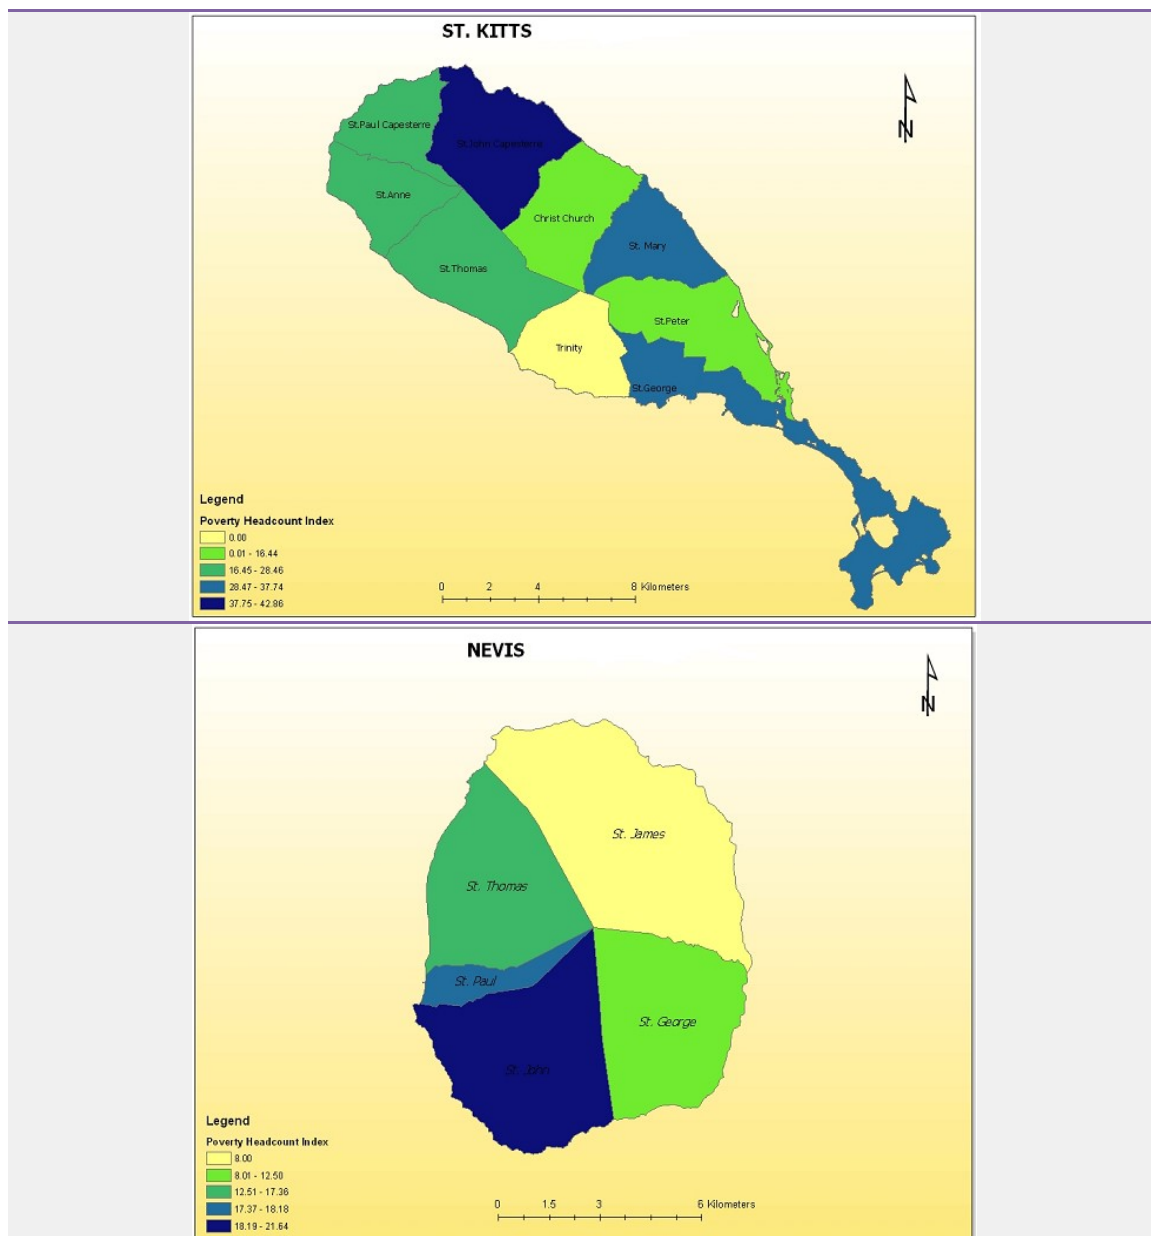 ST. KITTS
N
St.Paul Capesterre
St.John Capesterre
St.Anne
Christ Church
St. Mary
St.Thomas
St.Peter
Trinity
St.George
Legend
Poverty Headcount Index
0.00
0.01 - 16.44
16.45 - 28.46
28.47 - 37.74
37.75 - 42.86
0 2 4 8 Kilometers
NEVIS
N
St. James
St. Thomas
St. Paul
St. George
St. John
Legend
Poverty Headcount Index
8.00
8.01 - 12.50
12.51 - 17.36
17.37 - 18.18
18.19 - 21.64
0 1.5 3 6 Kilometers